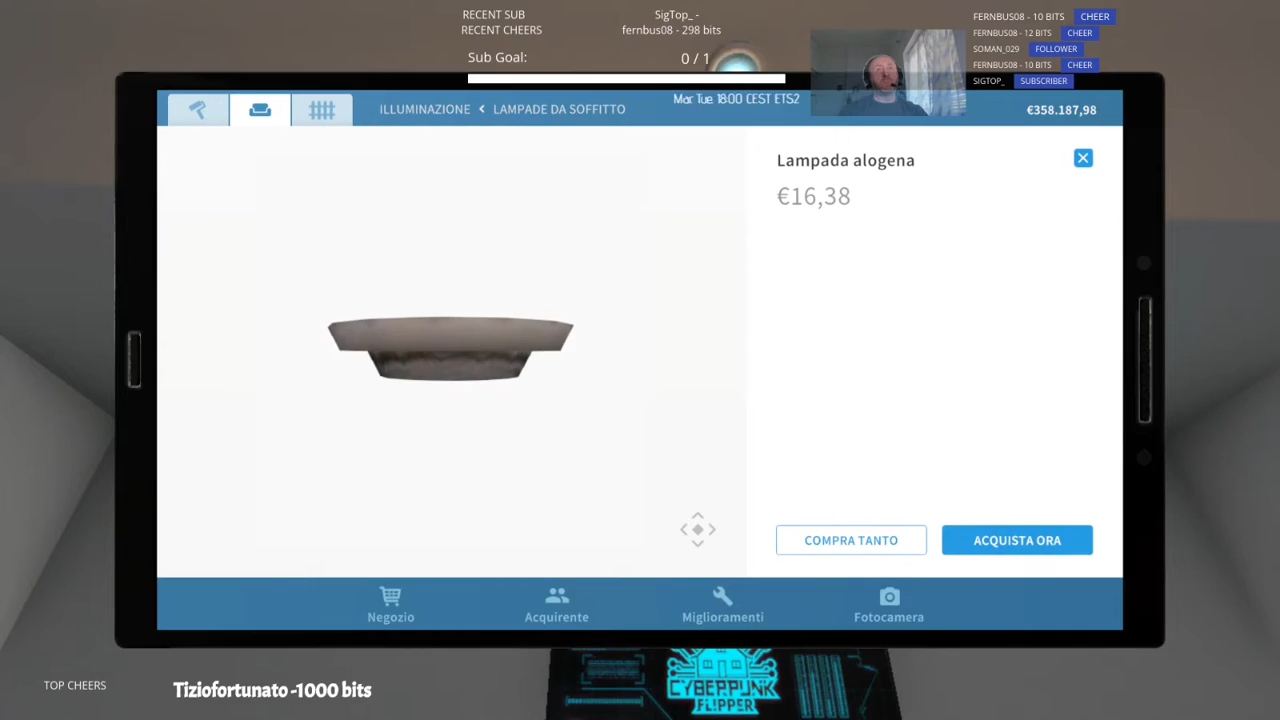 RECENT SUB
SigTop_ -
RECENT CHEERS
fernbus08 - 298 bits
Sub Goal:
0 / 1
FERNBUS08 - 10 BITS CHEER
FERNBUS08 - 12 BITS CHEER
SOMAN_029 FOLLOWER
FERNBUS08 - 10 BITS CHEER
SIGTOP_ SUBSCRIBER
ILLUMINAZIONE < LAMPADE DA SOFFITTO
Mar Tue 18:00 CEST ETS2
€358.187,98
Lampada alogena
€16,38
COMPRA TANTO
ACQUISTA ORA
Negozio
Acquirente
Miglioramenti
Fotocamera
TOP CHEERS
Tiziofortunato -1000 bits
CYBERPUNK
FLIPPER